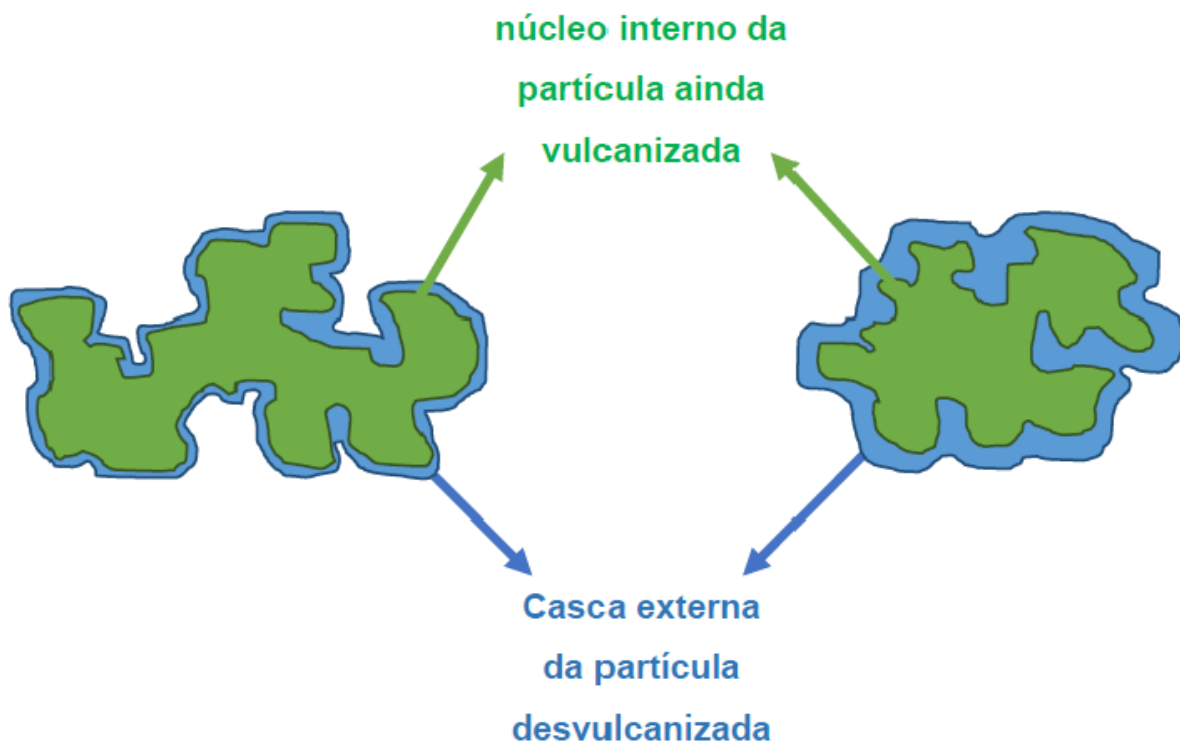 núcleo interno da
partícula ainda
vulcanizada
Casca externa
da partícula
desvulcanizada